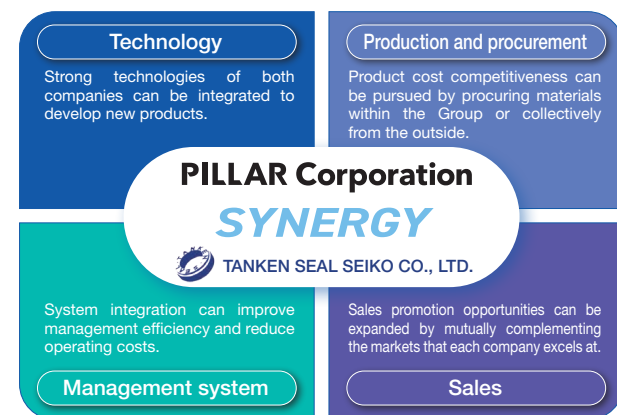 Technology
Strong technologies of both
companies can be integrated to
develop new products.
Production and procurement
Product cost competitiveness can
be pursued by procuring materials
within the Group or collectively
from the outside.
PILLAR Corporation
SYNERGY
TANKEN SEAL SEIKO CO., LTD.
System integration can improve
management efficiency and reduce
operating costs.
Management system
Sales promotion opportunities can be
expanded by mutually complementing
the markets that each company excels at.
Sales